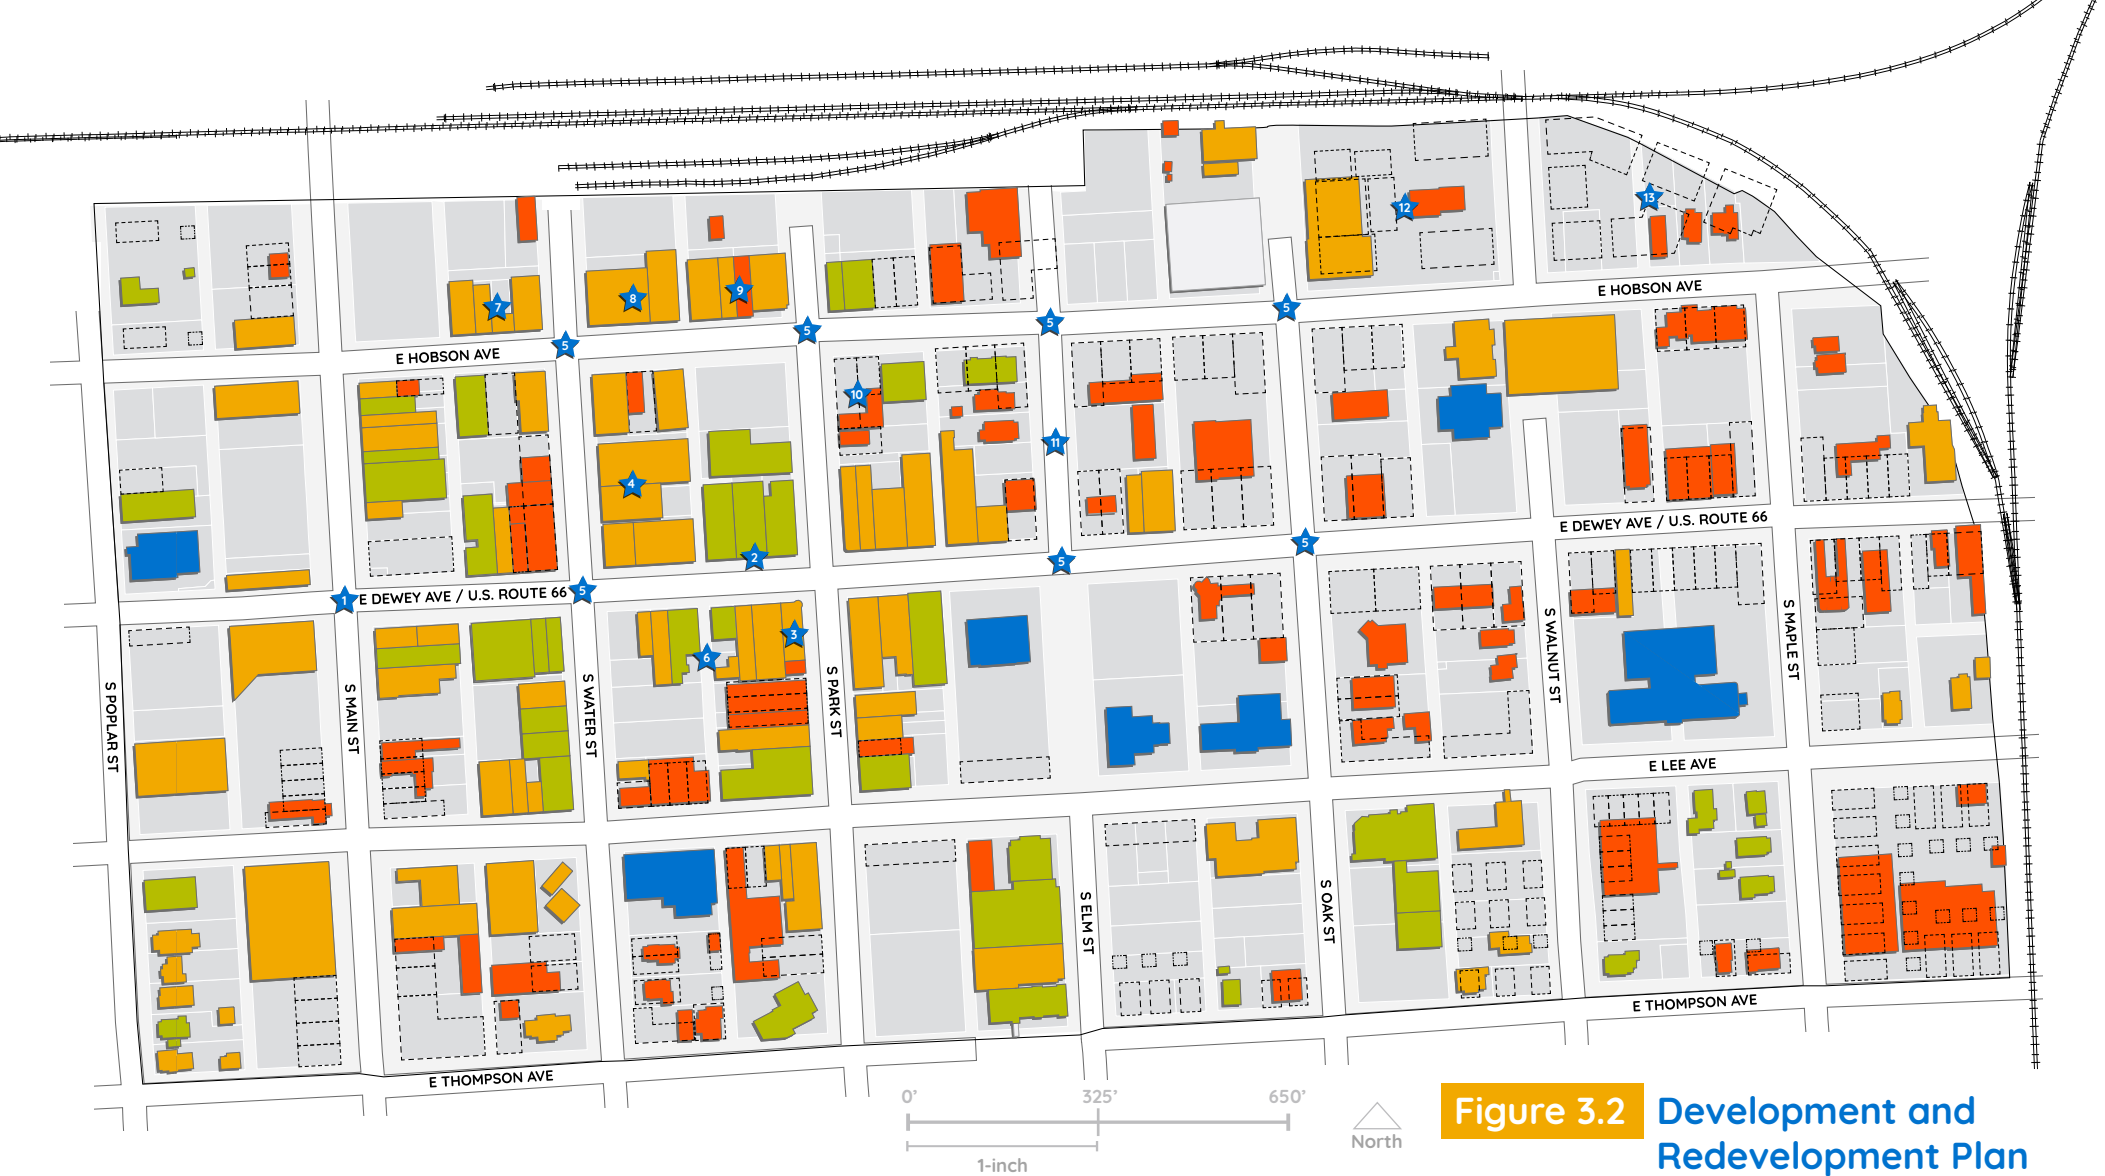 12
13
E HOBSON AVE
7
8
9
5
5
5
5
E HOBSON AVE
10
11
4
2
E DEWEY AVE / U.S. ROUTE 66
1
E DEWEY AVE / U.S. ROUTE 66
5
5
5
3
6
S POPLAR ST
S MAIN ST
S WATER ST
S PARK ST
S ELM ST
S OAK ST
S WALNUT ST
S MAPLE ST
E LEE AVE
E THOMPSON AVE
E THOMPSON AVE
0’
325’
650’
1-inch
North
Figure 3.2
Development and
Redevelopment Plan